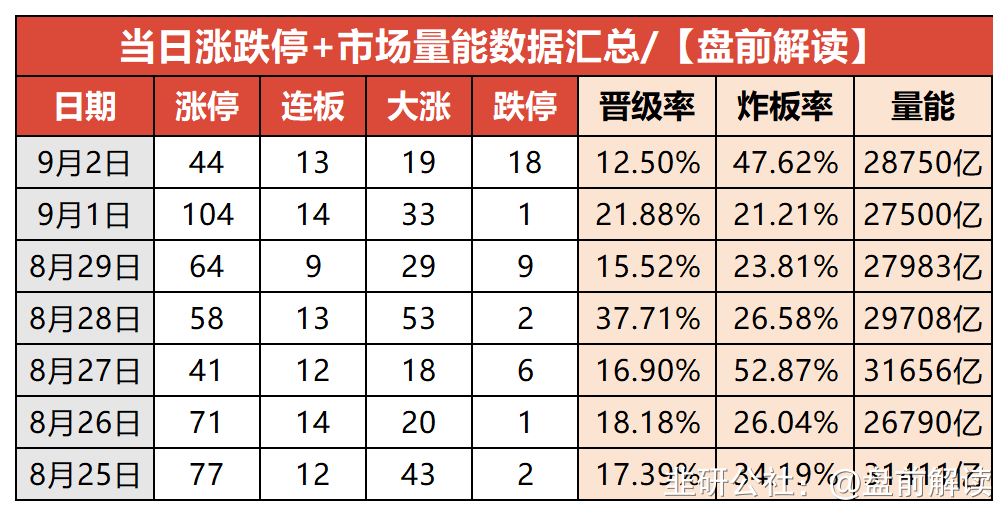 当日涨跌停+市场量能数据汇总/【盘前解读】
日期 涨停 连板 大涨 跌停 晋级率 炸板率 量能
9月2日 44 13 19 18 12.50% 47.62% 28750亿
9月1日 104 14 33 1 21.88% 21.21% 27500亿
8月29日 64 9 29 9 15.52% 23.81% 27983亿
8月28日 58 13 53 2 37.71% 26.58% 29708亿
8月27日 41 12 18 6 16.90% 52.87% 31656亿
8月26日 71 14 20 1 18.18% 26.04% 26790亿
8月25日 77 12 43 2 17.39% 34.19% 31411亿
韭研公社：@盘前解读